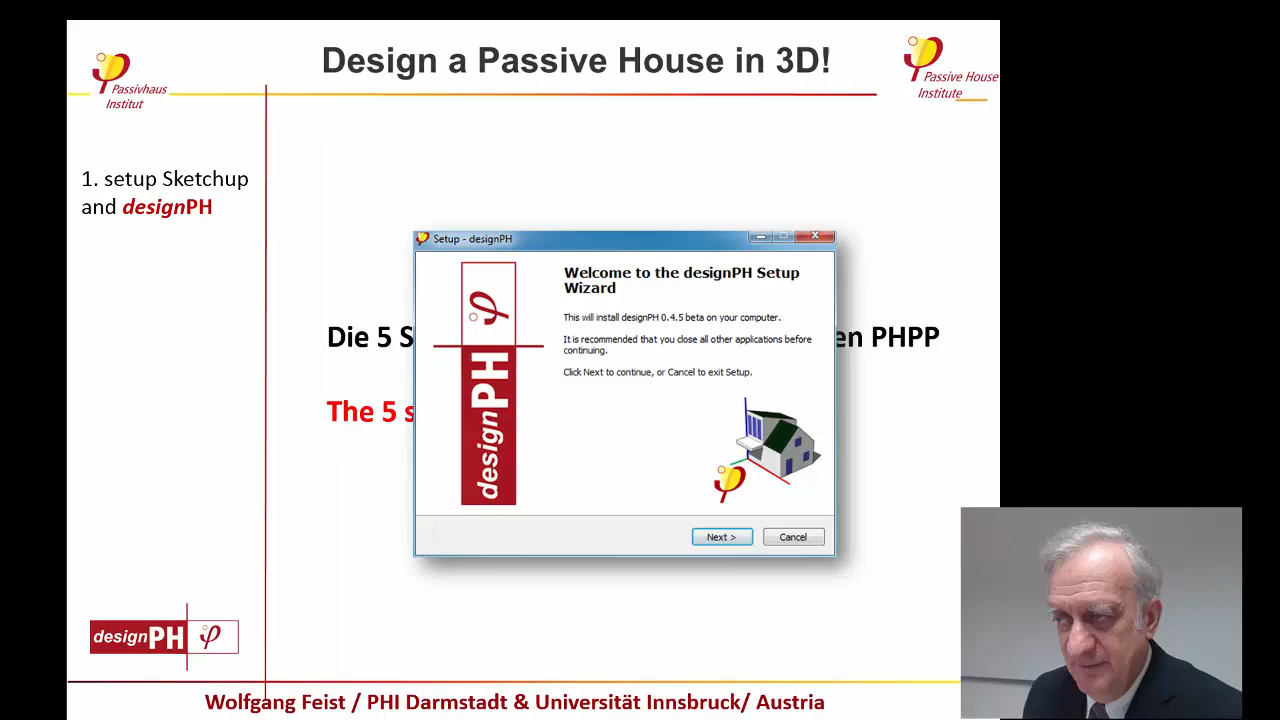 Design a Passive House in 3D!
Passivhaus
Institut
Passive House
Institute
1. setup Sketchup
and designPH
Setup - designPH
Welcome to the designPH Setup
Wizard
This will install designPH 0.4.5 beta on your computer.
It is recommended that you close all other applications before
continuing.
Click Next to continue, or Cancel to exit Setup.
designPH
Die 5 S
en PHPP
The 5 s
Next >
Cancel
designPH
Wolfgang Feist / PHI Darmstadt & Universität Innsbruck/ Austria